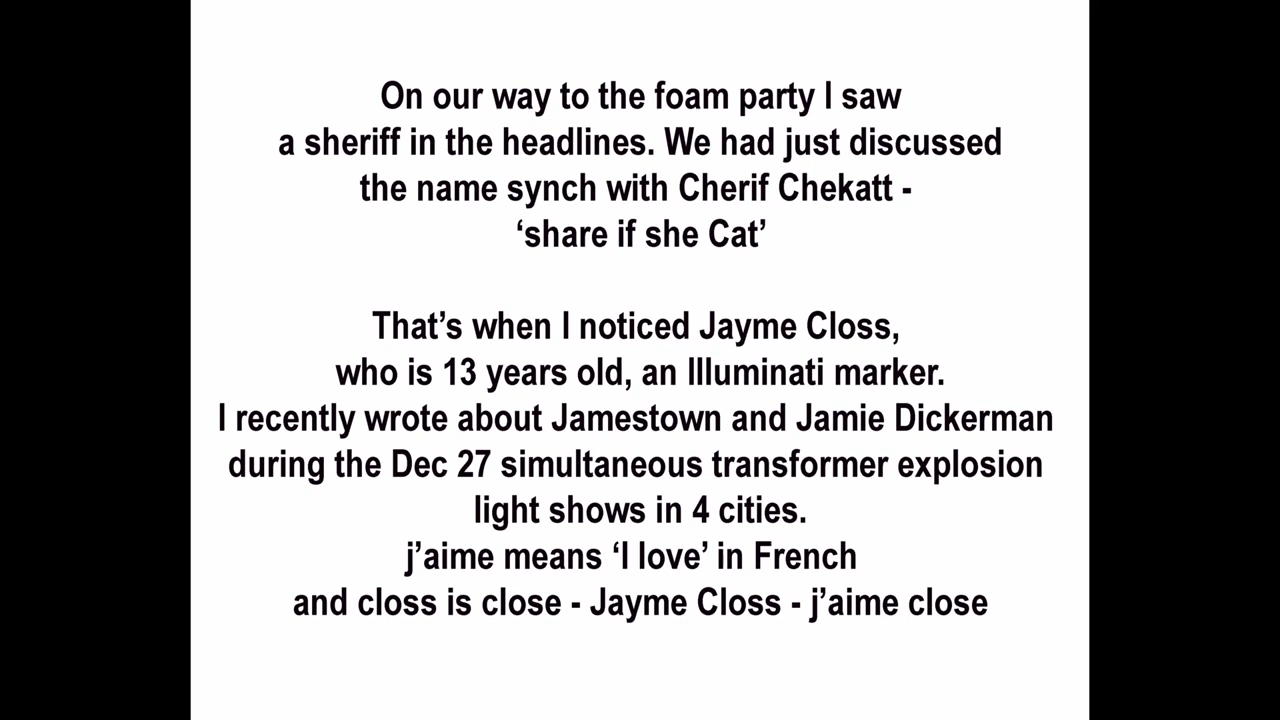 On our way to the foam party I saw
a sheriff in the headlines. We had just discussed
the name synch with Cherif Chekatt -
‘share if she Cat’
That’s when I noticed Jayme Closs,
who is 13 years old, an Illuminati marker.
I recently wrote about Jamestown and Jamie Dickerman
during the Dec 27 simultaneous transformer explosion
light shows in 4 cities.
j’aime means ‘I love’ in French
and closs is close - Jayme Closs - j’aime close